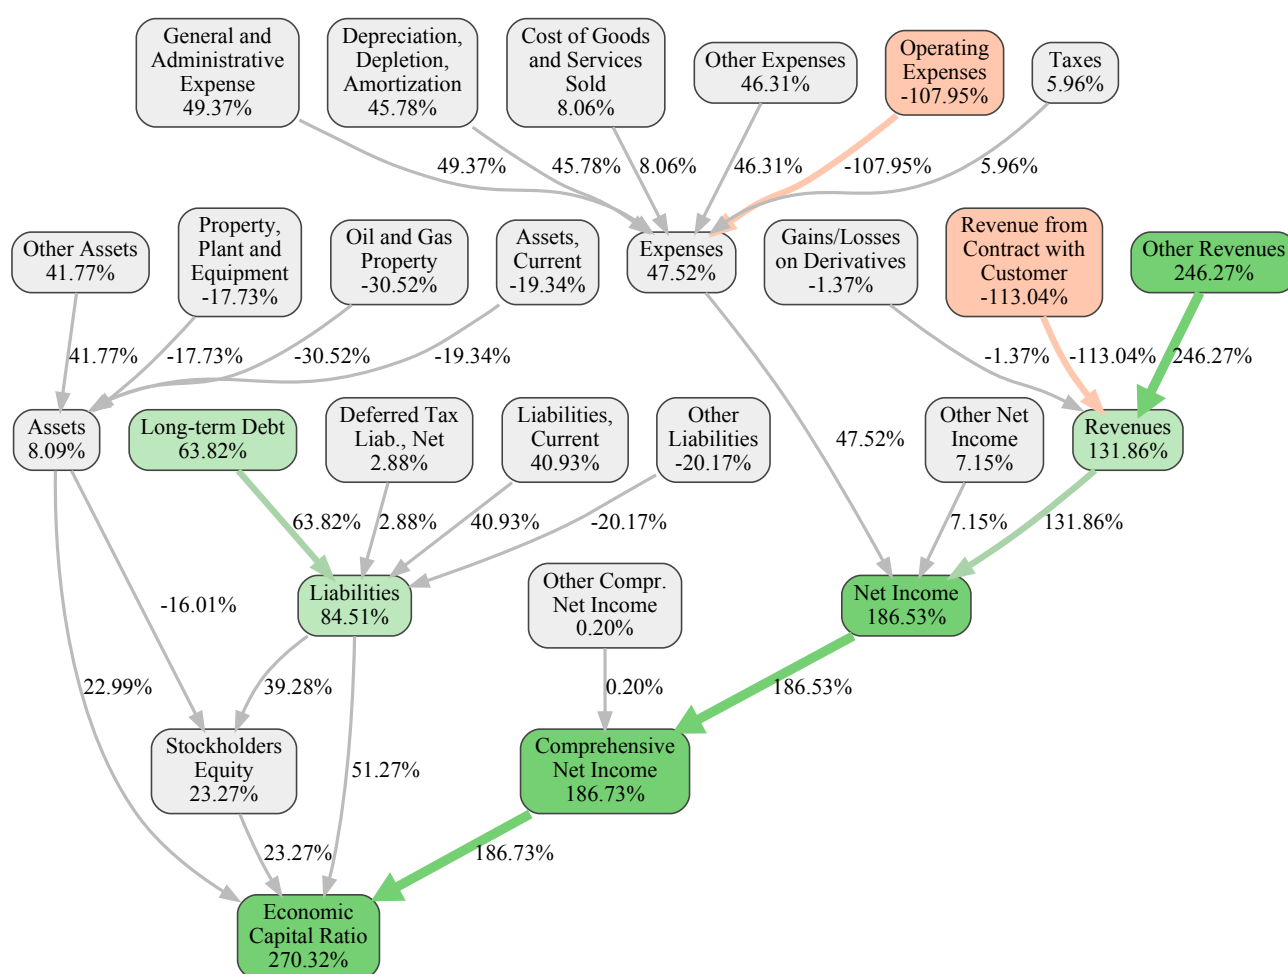 General and
Administrative
Expense
49.37%
Depreciation,
Depletion,
Amortization
45.78%
Cost of Goods
and Services
Sold
8.06%
Other Expenses
46.31%
Operating
Expenses
-107.95%
Taxes
5.96%
49.37%
45.78%
8.06%
46.31%
-107.95%
5.96%
Other Assets
41.77%
Property,
Plant and
Equipment
-17.73%
Oil and Gas
Property
-30.52%
Assets,
Current
-19.34%
Expenses
47.52%
Gains/Losses
on Derivatives
-1.37%
Revenue from
Contract with
Customer
-113.04%
Other Revenues
246.27%
41.77%
-17.73%
-30.52%
-19.34%
-1.37%
-113.04%
246.27%
Assets
8.09%
Long-term Debt
63.82%
Deferred Tax
Liab., Net
2.88%
Liabilities,
Current
40.93%
Other
Liabilities
-20.17%
47.52%
Other Net
Income
7.15%
Revenues
131.86%
63.82%
2.88%
40.93%
-20.17%
7.15%
131.86%
-16.01%
Liabilities
84.51%
Other Compr.
Net Income
0.20%
Net Income
186.53%
22.99%
39.28%
0.20%
186.53%
Stockholders
Equity
23.27%
51.27%
Comprehensive
Net Income
186.73%
23.27%
186.73%
Economic
Capital Ratio
270.32%